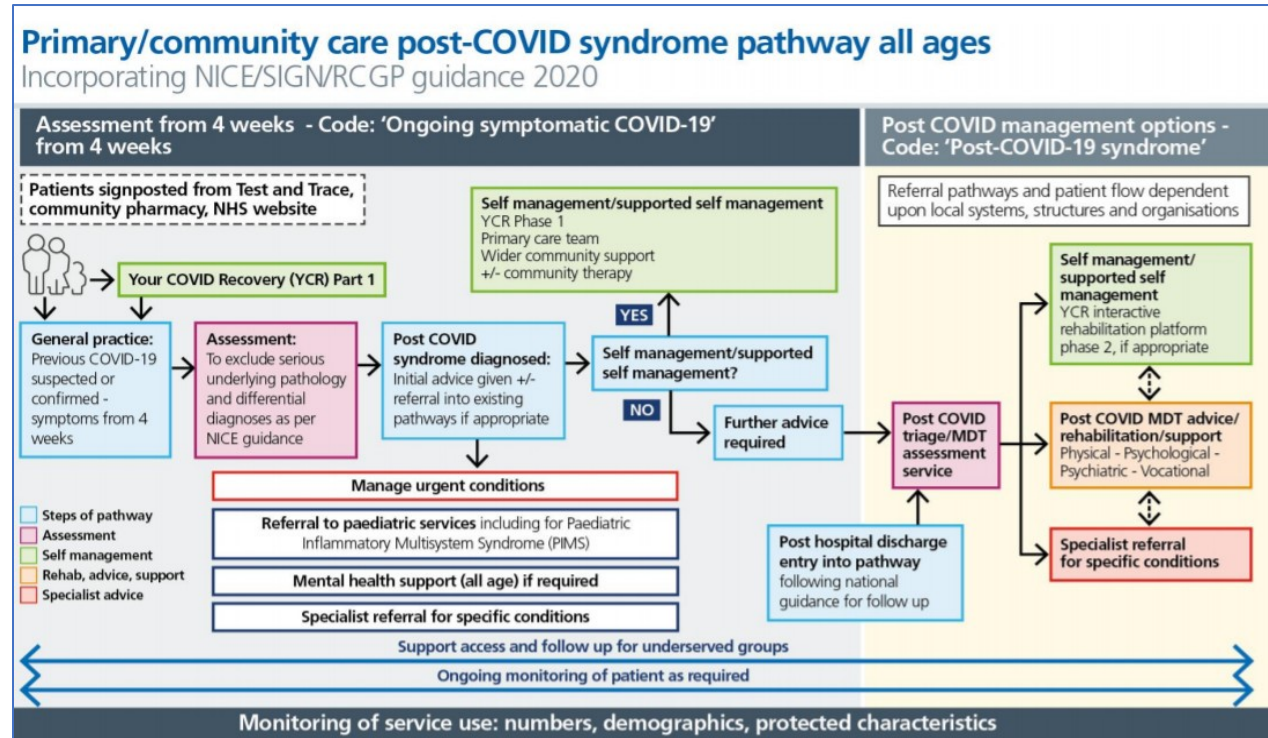 Primary/community care post-COVID syndrome pathway all ages
Incorporating NICE/SIGN/RCGP guidance 2020
Assessment from 4 weeks - Code: 'Ongoing symptomatic COVID-19'
from 4 weeks
Post COVID management options -
Code: 'Post-COVID-19 syndrome'
Patients signposted from Test and Trace,
community pharmacy, NHS website
Your COVID Recovery (YCR) Part 1
General practice:
Previous COVID-19
suspected or
confirmed -
symptoms from 4
weeks
Assessment:
To exclude serious
underlying pathology
and differential
diagnoses as per
NICE guidance
Post COVID
syndrome diagnosed:
Initial advice given +/-
referral into existing
pathways if appropriate
Self management/supported self management
YCR Phase 1
Primary care team
Wider community support
+/- community therapy
YES
Self management/supported
self management?
NO
Further advice
required
Manage urgent conditions
Referral to paediatric services including for Paediatric
Inflammatory Multisystem Syndrome (PIMS)
Mental health support (all age) if required
Specialist referral for specific conditions
Steps of pathway
Assessment
Self management
Rehab, advice, support
Specialist advice
Referral pathways and patient flow dependent
upon local systems, structures and organisations
Post COVID
triage/MDT
assessment
service
Post hospital discharge
entry into pathway
following national
guidance for follow up
Self management/
supported self
management
YCR interactive
rehabilitation platform
phase 2, if appropriate
Post COVID MDT advice/
rehabilitation/support
Physical - Psychological -
Psychiatric - Vocational
Specialist referral
for specific conditions
Support access and follow up for underserved groups
Ongoing monitoring of patient as required
Monitoring of service use: numbers, demographics, protected characteristics